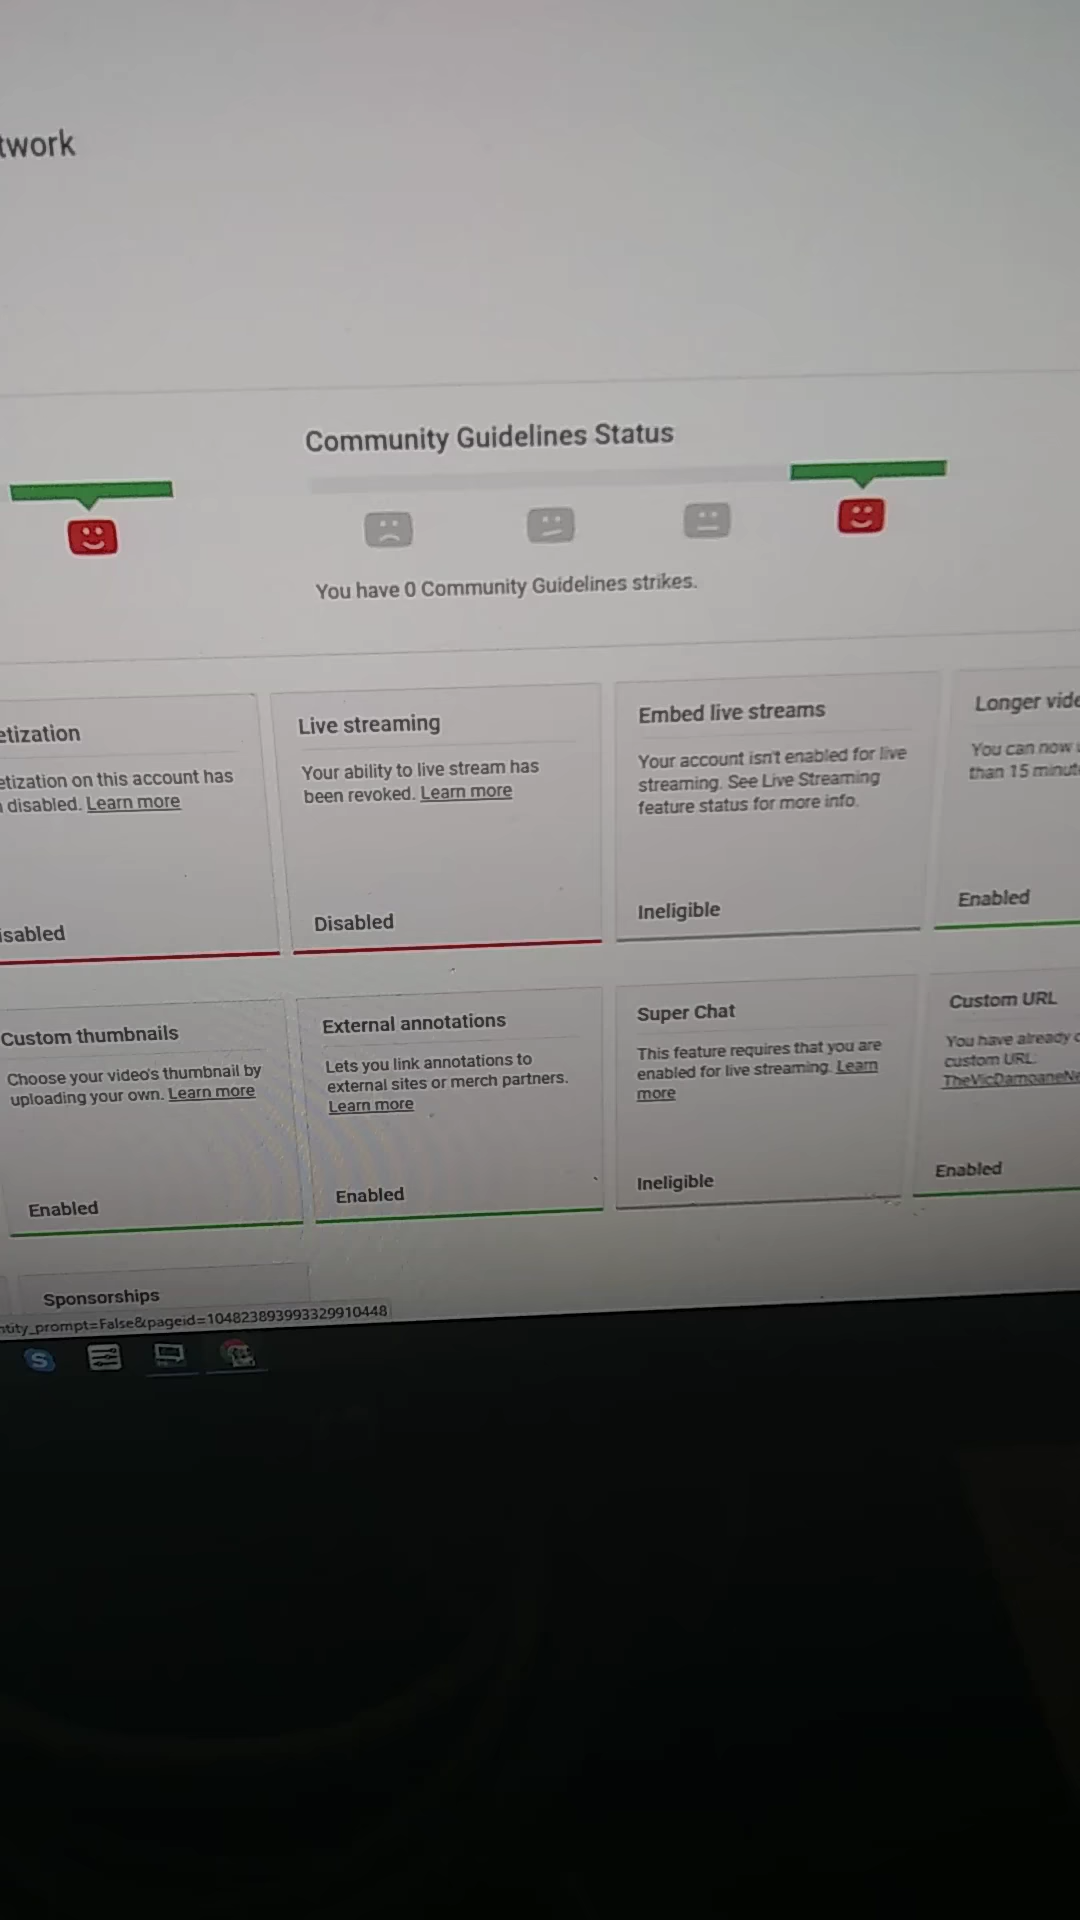 twork
Community Guidelines Status
You have 0 Community Guidelines strikes.
etization
etization on this account has
disabled. Learn more
isabled
Live streaming
Your ability to live stream has
been revoked. Learn more
Disabled
Embed live streams
Your account isn't enabled for live
streaming. See Live Streaming
feature status for more info.
Ineligible
Longer vide
You can now
than 15 minut
Enabled
Custom thumbnails
Choose your video's thumbnail by
uploading your own. Learn more
Enabled
External annotations
Lets you link annotations to
external sites or merch partners.
Learn more
Enabled
Super Chat
This feature requires that you are
enabled for live streaming. Learn
more
Ineligible
Custom URL
You have already
custom URL:
TheVicDamoaneNe
Enabled
Sponsorships
ntity_prompt=False&pageid=104823893993329910448